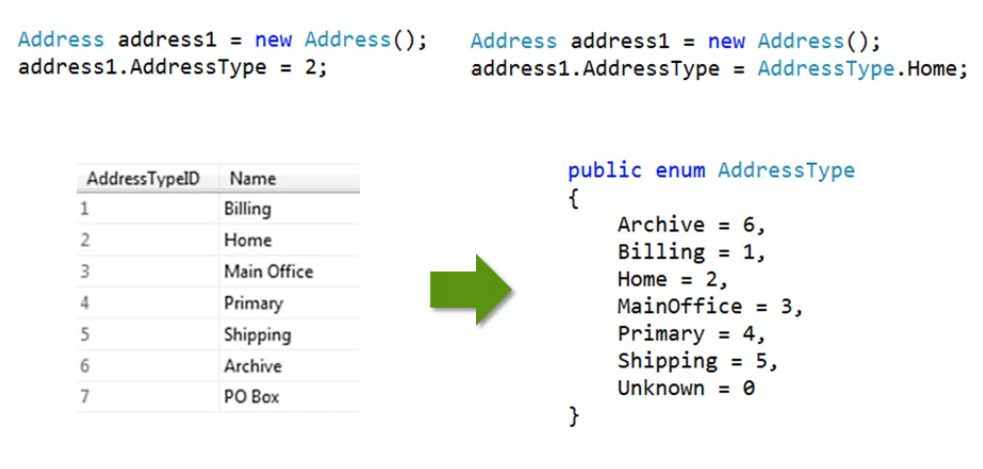 Address address1 = new Address();
address1.AddressType = 2;
Address address1 = new Address();
address1.AddressType = AddressType.Home;
AddressTypeID Name
1 Billing
2 Home
3 Main Office
4 Primary
5 Shipping
6 Archive
7 PO Box
public enum AddressType
{
Archive = 6,
Billing = 1,
Home = 2,
MainOffice = 3,
Primary = 4,
Shipping = 5,
Unknown = 0
}